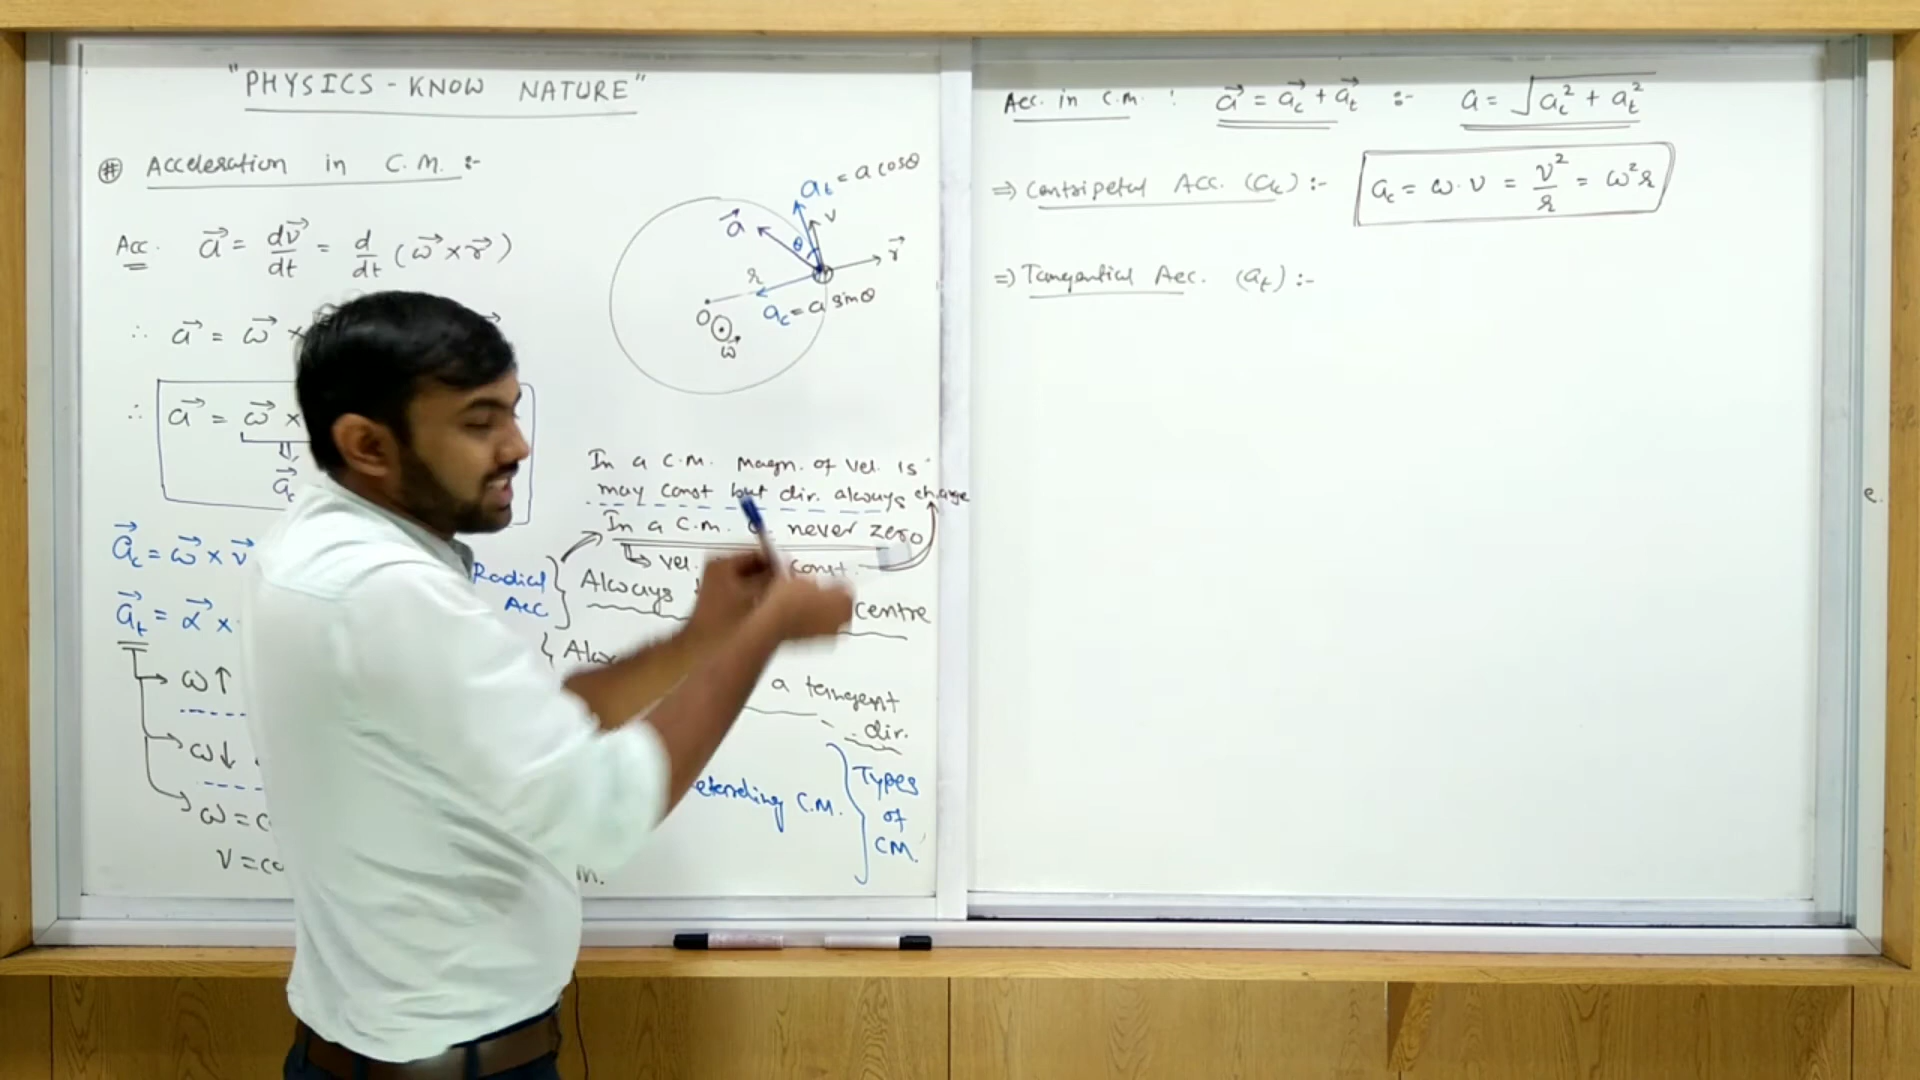 "PHYSICS - KNOW NATURE"
# Acceleration in C.M. :-
Acc. a⃗ = dv⃗/dt = d/dt (ω⃗ × r⃗)
∴ a⃗ = ω⃗ ×
∴ a⃗ = ω⃗ ×
a⃗c
a⃗c = ω⃗ × v⃗
a⃗t = α⃗ ×
ω↑
ω↓
ω = c
v = co
a⃗
at = a cosθ
v
θ
r⃗
r
ac = a sinθ
O
ω⃗
In a C.M. Magn. of Vel. is
may const but dir. always change
In a C.M. never zero
vel. const.
Radial Acc
Always
centre
a tangent
dir.
C.M.
Types
of
CM.
m.
Acc. in C.M. : a⃗ = a⃗c + a⃗t :- a = √(ac² + at²)
⇒ Centripetal Acc. (ac) :- ac = ω·v = v²/r = ω²r
⇒ Tangential Acc. (at) :-
e.